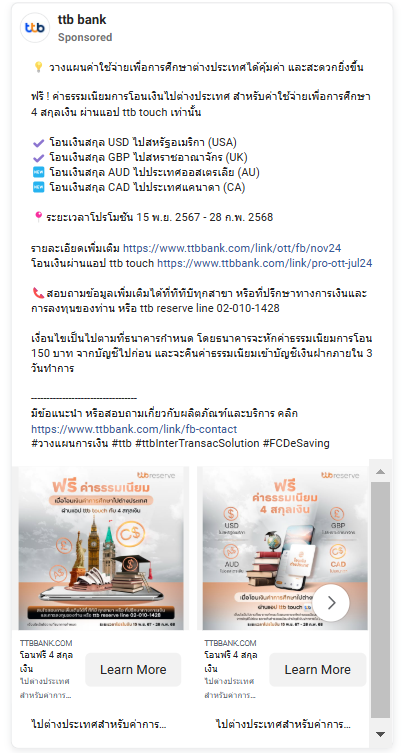 ttb
ttb bank
Sponsored
💡 วางแผนค่าใช้จ่ายเพื่อการศึกษาต่างประเทศได้คุ้มค่า และสะดวกยิ่งขึ้น
ฟรี ! ค่าธรรมเนียมการโอนเงินไปต่างประเทศ สำหรับค่าใช้จ่ายเพื่อการศึกษา
4 สกุลเงิน ผ่านแอป ttb touch เท่านั้น
✔ โอนเงินสกุล USD ไปสหรัฐอเมริกา (USA)
✔ โอนเงินสกุล GBP ไปสหราชอาณาจักร (UK)
🆕 โอนเงินสกุล AUD ไปประเทศออสเตรเลีย (AU)
🆕 โอนเงินสกุล CAD ไปประเทศแคนาดา (CA)
📍 ระยะเวลาโปรโมชัน 15 พ.ย. 2567 - 28 ก.พ. 2568
รายละเอียดเพิ่มเติม https://www.ttbbank.com/link/ott/fb/nov24
โอนเงินผ่านแอป ttb touch https://www.ttbbank.com/link/pro-ott-jul24
📞 สอบถามข้อมูลเพิ่มเติมได้ที่ทีทีบีทุกสาขา หรือที่ปรึกษาทางการเงินและ
การลงทุนของท่าน หรือ ttb reserve line 02-010-1428
เงื่อนไขเป็นไปตามที่ธนาคารกำหนด โดยธนาคารจะหักค่าธรรมเนียมการโอน
150 บาท จากบัญชีไปก่อน และจะคืนค่าธรรมเนียมเข้าบัญชีเงินฝากภายใน 3
วันทำการ
----------------------------------
มีข้อแนะนำ หรือสอบถามเกี่ยวกับผลิตภัณฑ์และบริการ คลิก
https://www.ttbbank.com/link/fb-contact
#วางแผนการเงิน #ttb #ttbInterTransacSolution #FCDeSaving
ttbreserve
ฟรี ค่าธรรมเนียม
เมื่อโอนเงินค่าการศึกษาไปต่างประเทศ
ผ่านแอป ttb touch กับ 4 สกุลเงิน
ttbreserve
ฟรี ค่าธรรมเนียม
4 สกุลเงิน
USD
GBP
AUD
CAD
เมื่อโอนเงินเพื่อการศึกษาไปต่างประเทศ
ผ่านแอป ttb touch
TTBBANK.COM
โอนฟรี 4 สกุล
เงิน
ไปต่างประเทศ
สำหรับค่าการ...
Learn More
TTBBANK.COM
โอนฟรี 4 สกุล
เงิน
ไปต่างประเทศ
สำหรับค่าการ...
Learn More
ไปต่างประเทศสำหรับค่าการ...
ไปต่างประเทศสำหรับค่าการ...